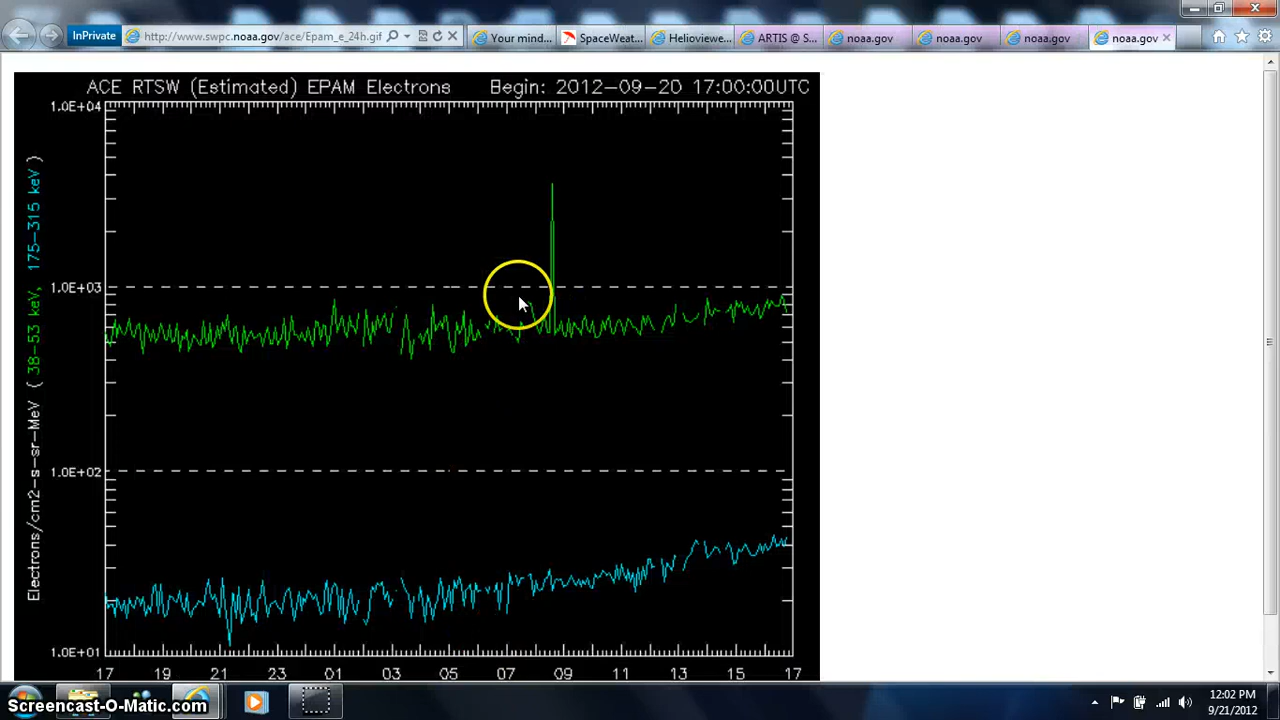 InPrivate
http://www.swpc.noaa.gov/ace/Epam_e_24h.gif
Your mind...
SpaceWeat...
Helioviewe...
ARTIS @ S...
noaa.gov
noaa.gov
noaa.gov
noaa.gov
ACE RTSW (Estimated) EPAM Electrons Begin: 2012-09-20 17:00:00UTC
1.0E+04
1.0E+03
1.0E+02
1.0E+01
Electrons/cm2-s-sr-MeV ( 38-53 keV, 175-315 keV )
17 19 21 23 01 03 05 07 09 11 13 15 17
Screencast-O-Matic.com
12:02 PM
9/21/2012